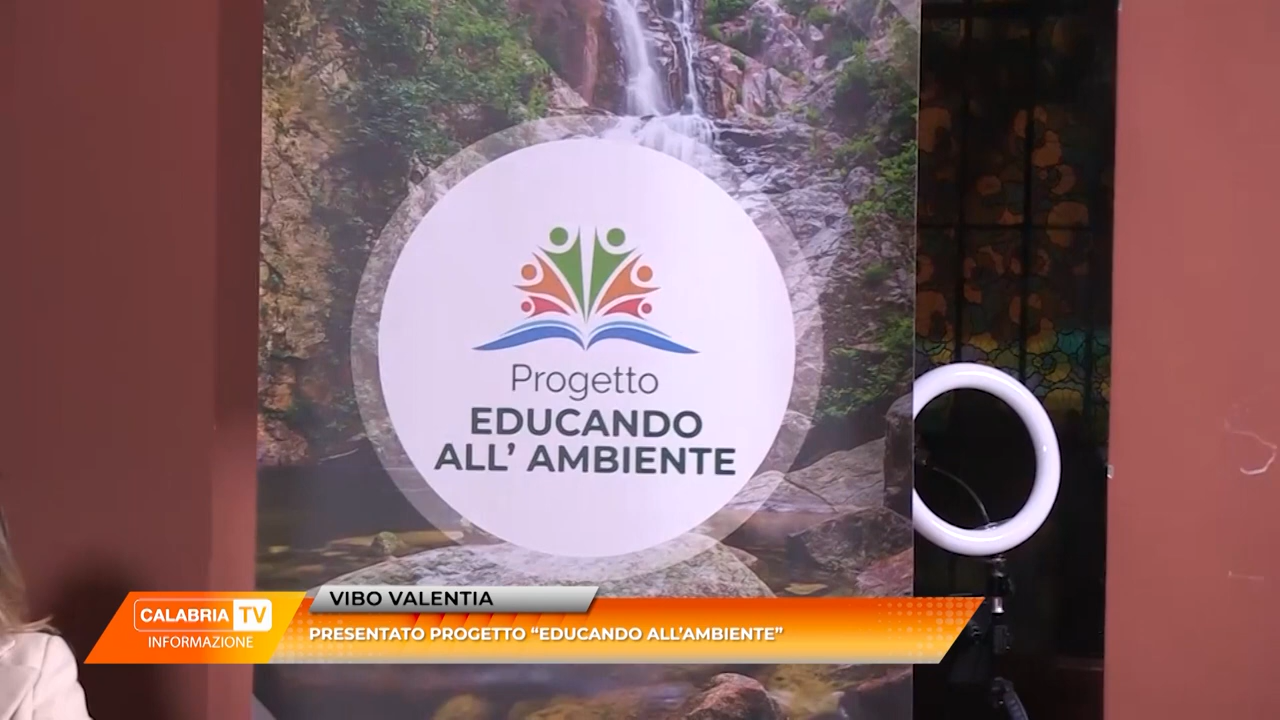 Progetto
EDUCANDO
ALL’ AMBIENTE
VIBO VALENTIA
CALABRIA TV
INFORMAZIONE
PRESENTATO PROGETTO “EDUCANDO ALL’AMBIENTE”